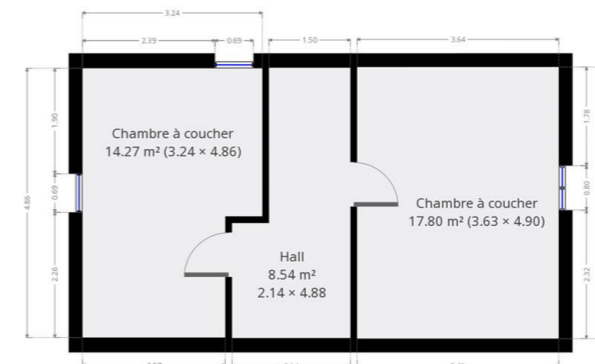 3.24
2.39
0.69
1.50
3.64
1.90
0.69
2.26
4.86
Chambre à coucher
14.27 m² (3.24 × 4.86)
Hall
8.54 m²
2.14 × 4.88
Chambre à coucher
17.80 m² (3.63 × 4.90)
1.78
0.80
2.32